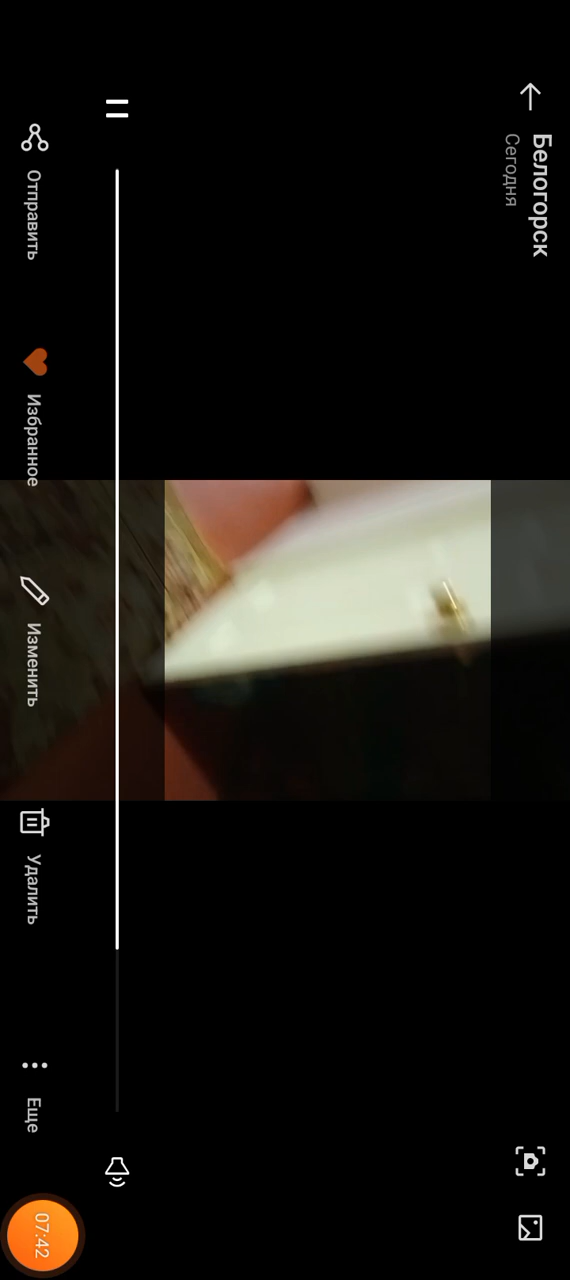 Белогорск
Сегодня
Отправить
Избранное
Изменить
Удалить
Еще
07:42